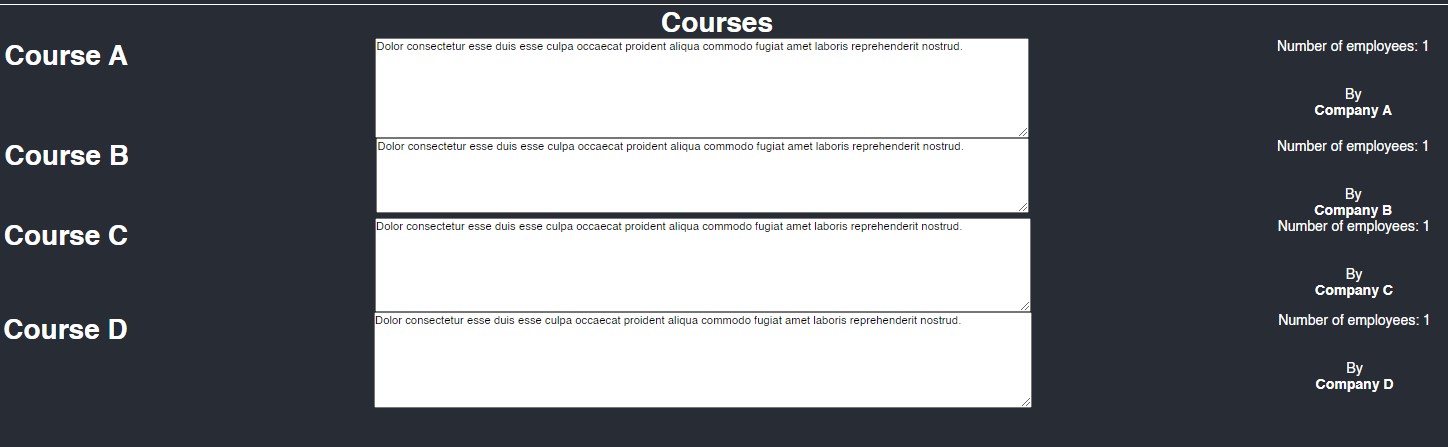 Courses
Course A
Dolor consectetur esse duis esse culpa occaecat proident aliqua commodo fugiat amet laboris reprehenderit nostrud.
Number of employees: 1
By
Company A
Course B
Dolor consectetur esse duis esse culpa occaecat proident aliqua commodo fugiat amet laboris reprehenderit nostrud.
Number of employees: 1
By
Company B
Course C
Dolor consectetur esse duis esse culpa occaecat proident aliqua commodo fugiat amet laboris reprehenderit nostrud.
Number of employees: 1
By
Company C
Course D
Dolor consectetur esse duis esse culpa occaecat proident aliqua commodo fugiat amet laboris reprehenderit nostrud.
Number of employees: 1
By
Company D